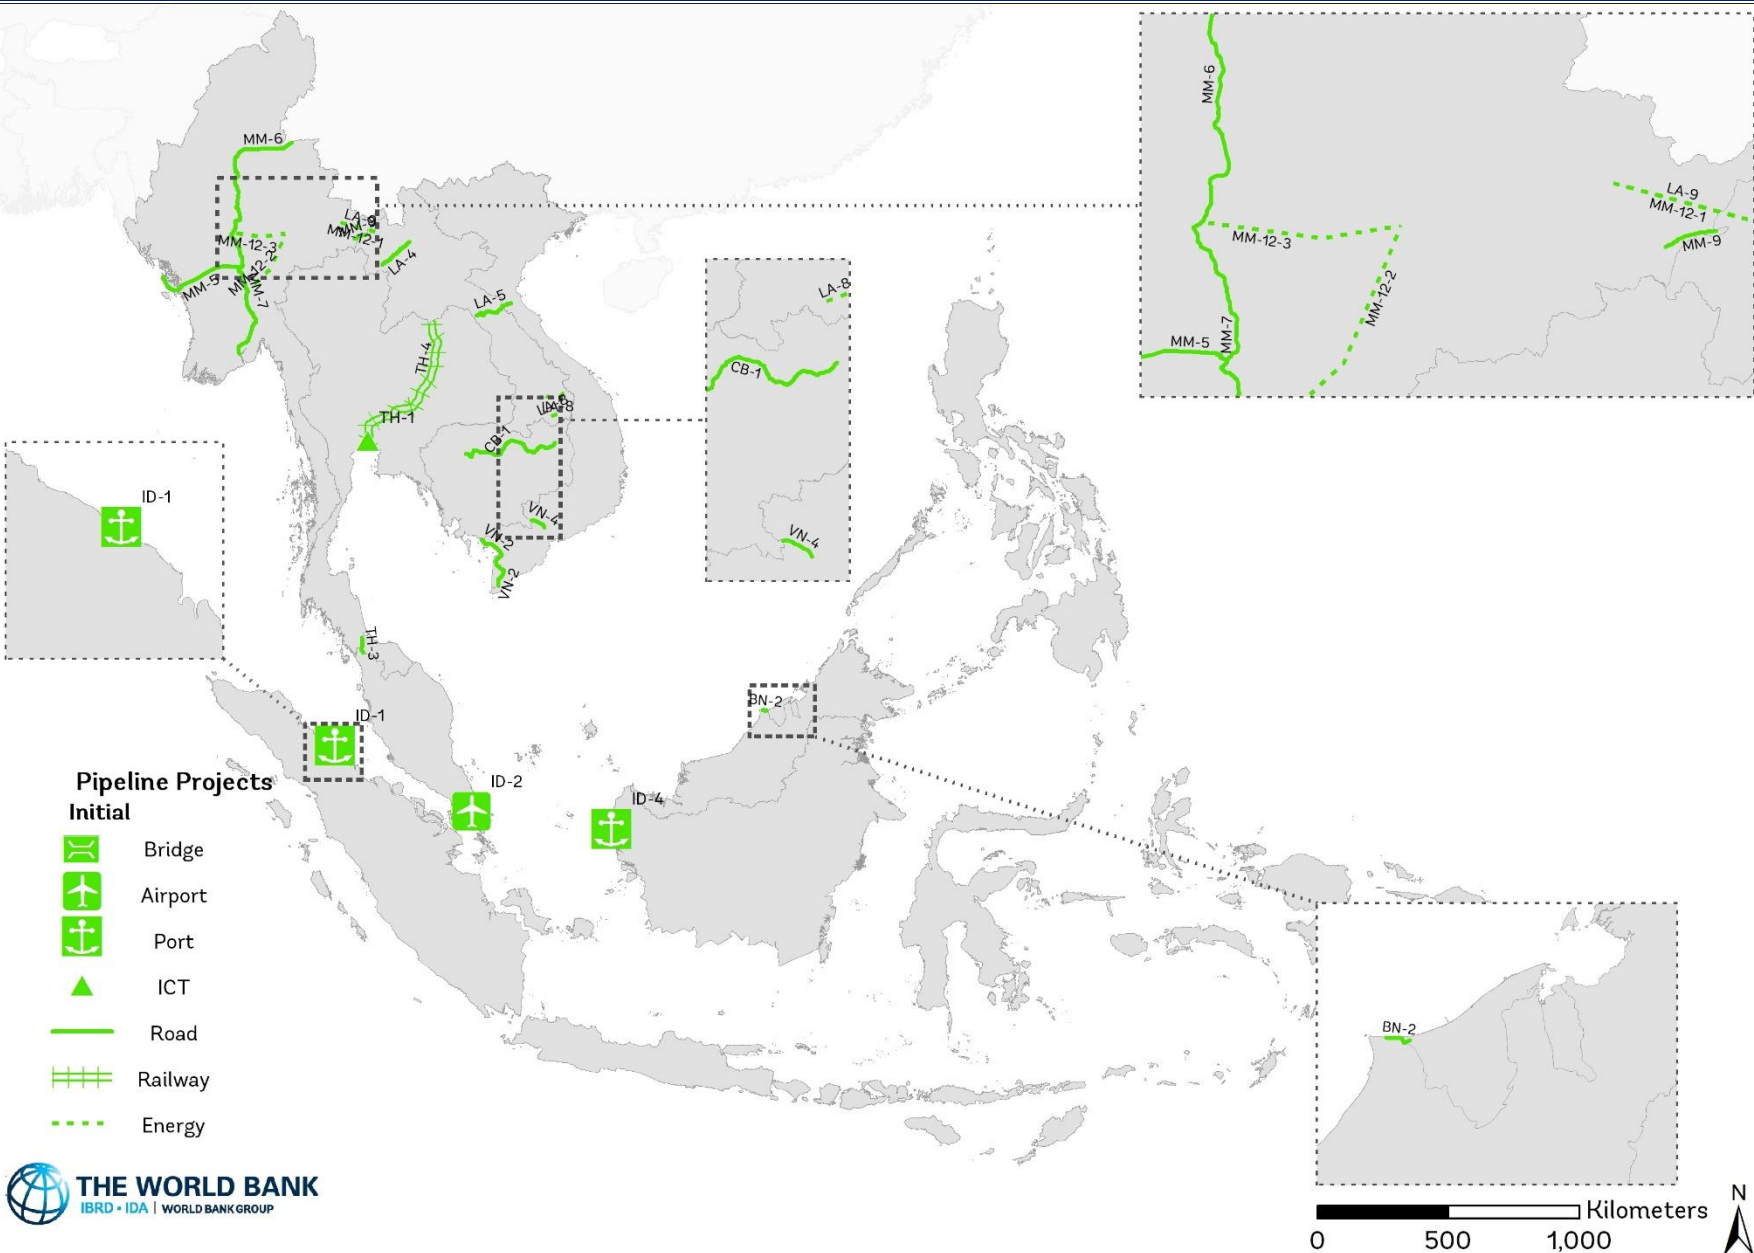 MM-6
LA-9
MM-9
MM-12-1
MM-12-3
MM-12-2
MM-5
MM-7
LA-4
LA-5
TH-4
TH-1
LA-8
CB-1
VN-4
VN-2
VN-2
TH-3
ID-1
ID-2
ID-4
BN-2
ID-1
LA-8
CB-1
VN-4
MM-6
LA-9
MM-12-1
MM-9
MM-12-3
MM-12-2
MM-5
MM-7
BN-2
Pipeline Projects
Initial
Bridge
Airport
Port
ICT
Road
Railway
Energy
THE WORLD BANK
IBRD • IDA | WORLD BANK GROUP
Kilometers
0 500 1,000
N